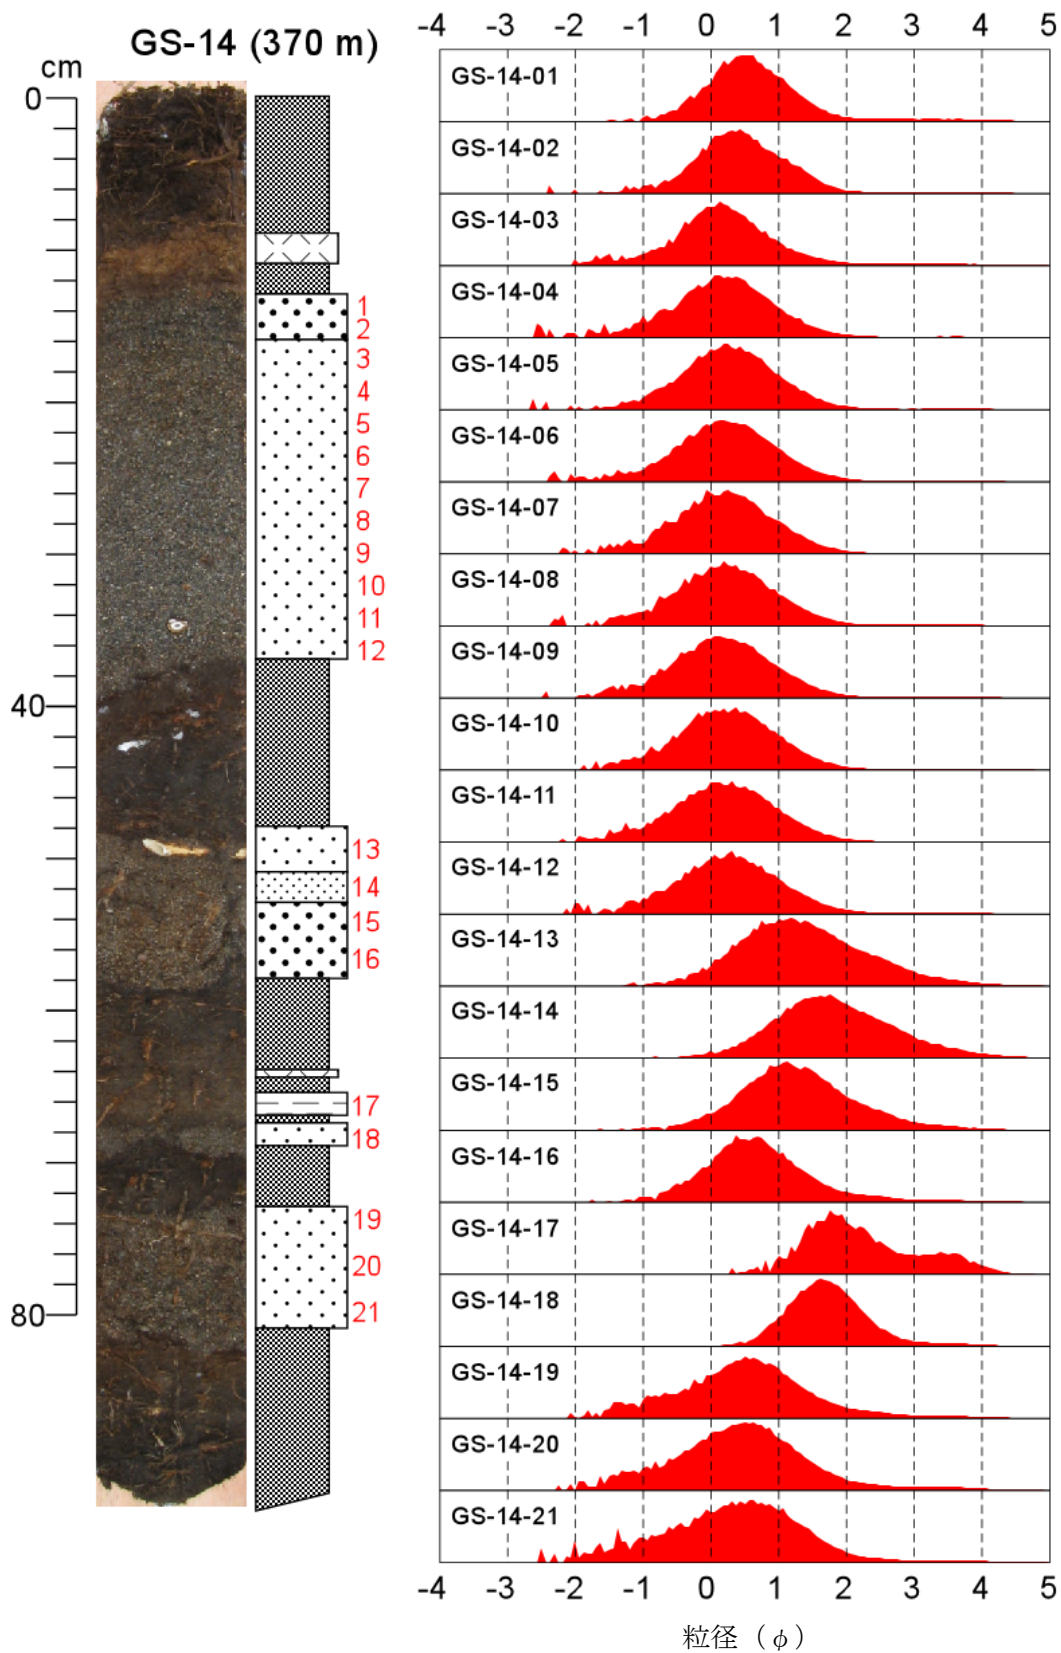 GS-14 (370 m)
cm
0
40
80
1
2
3
4
5
6
7
8
9
10
11
12
13
14
15
16
17
18
19
20
21
-4 -3 -2 -1 0 1 2 3 4 5
GS-14-01
GS-14-02
GS-14-03
GS-14-04
GS-14-05
GS-14-06
GS-14-07
GS-14-08
GS-14-09
GS-14-10
GS-14-11
GS-14-12
GS-14-13
GS-14-14
GS-14-15
GS-14-16
GS-14-17
GS-14-18
GS-14-19
GS-14-20
GS-14-21
-4 -3 -2 -1 0 1 2 3 4 5
粒径（φ）